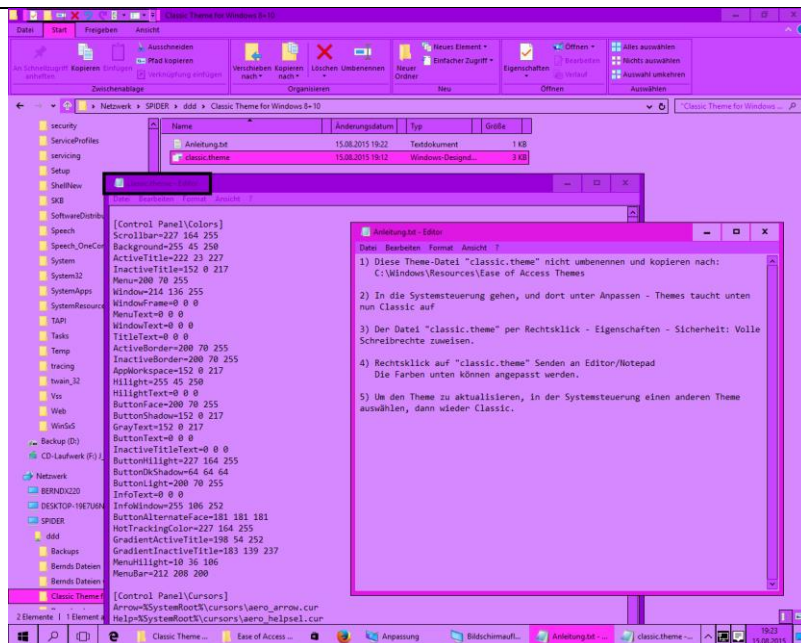 Classic Theme for Windows 8+10
Datei Start Freigeben Ansicht
An Schnellzugriff anheften
Kopieren
Einfügen
Ausschneiden
Pfad kopieren
Verknüpfung einfügen
Verschieben nach
Kopieren nach
Löschen
Umbenennen
Neuer Ordner
Neues Element
Einfacher Zugriff
Eigenschaften
Öffnen
Bearbeiten
Verlauf
Alles auswählen
Nichts auswählen
Auswahl umkehren
Zwischenablage Organisieren Neu Öffnen Auswählen
Netzwerk SPIDER ddd Classic Theme for Windows 8+10
"Classic Theme for Windows ...
Name Änderungsdatum Typ Größe
Anleitung.txt 15.08.2015 19:22 Textdokument 1 KB
classic.theme 15.08.2015 19:12 Windows-Designd... 3 KB
security
ServiceProfiles
servicing
Setup
ShellNew
SKB
SoftwareDistribu
Speech
Speech_OneCor
System
System32
SystemApps
SystemResource
TAPI
Tasks
Temp
tracing
twain_32
Vss
Web
WinSxS
Backup (D:)
CD-Laufwerk (F:) J_
Netzwerk
BERNDX220
DESKTOP-19E7U6N
SPIDER
ddd
Backups
Bernds Dateien
Bernds Dateien
Classic Theme f
2 Elemente 1 Element a
Datei Bearbeiten Format Ansicht ?
[Control Panel\Colors]
Scrollbar=227 164 255
Background=255 45 250
ActiveTitle=222 23 227
InactiveTitle=152 0 217
Menu=200 70 255
Window=214 136 255
WindowFrame=0 0 0
MenuText=0 0 0
WindowText=0 0 0
TitleText=0 0 0
ActiveBorder=200 70 255
InactiveBorder=200 70 255
AppWorkspace=152 0 217
Hilight=255 45 250
HilightText=0 0 0
ButtonFace=200 70 255
ButtonShadow=152 0 217
GrayText=152 0 217
ButtonText=0 0 0
InactiveTitleText=0 0 0
ButtonHilight=227 164 255
ButtonDkShadow=64 64 64
ButtonLight=200 70 255
InfoText=0 0 0
InfoWindow=255 106 252
ButtonAlternateFace=181 181 181
HotTrackingColor=227 164 255
GradientActiveTitle=198 54 252
GradientInactiveTitle=183 139 237
MenuHilight=10 36 106
MenuBar=212 208 200
[Control Panel\Cursors]
Arrow=%SystemRoot%\cursors\aero_arrow.cur
Help=%SystemRoot%\cursors\aero_helpsel.cur
Anleitung.txt - Editor
Datei Bearbeiten Format Ansicht ?
1) Diese Theme-Datei "classic.theme" nicht umbenennen und kopieren nach:
C:\Windows\Resources\Ease of Access Themes
2) In die Systemsteuerung gehen, und dort unter Anpassen - Themes taucht unten
nun Classic auf
3) Der Datei "classic.theme" per Rechtsklick - Eigenschaften - Sicherheit: Volle
Schreibrechte zuweisen.
4) Rechtsklick auf "classic.theme" Senden an Editor/Notepad
Die Farben unten können angepasst werden.
5) Um den Theme zu aktualisieren, in der Systemsteuerung einen anderen Theme
auswählen, dann wieder Classic.
Classic Theme ... Ease of Access ... Anpassung Bildschirmaufl... Anleitung.txt - ... classic.theme -...
19:23
15.08.2015